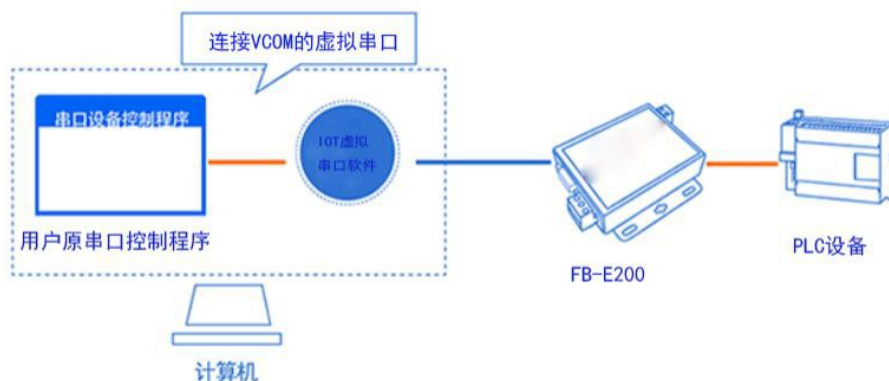 连接VCOM的虚拟串口
串口设备控制程序
IOT虚拟
串口软件
用户原串口控制程序
FB-E200
PLC设备
计算机